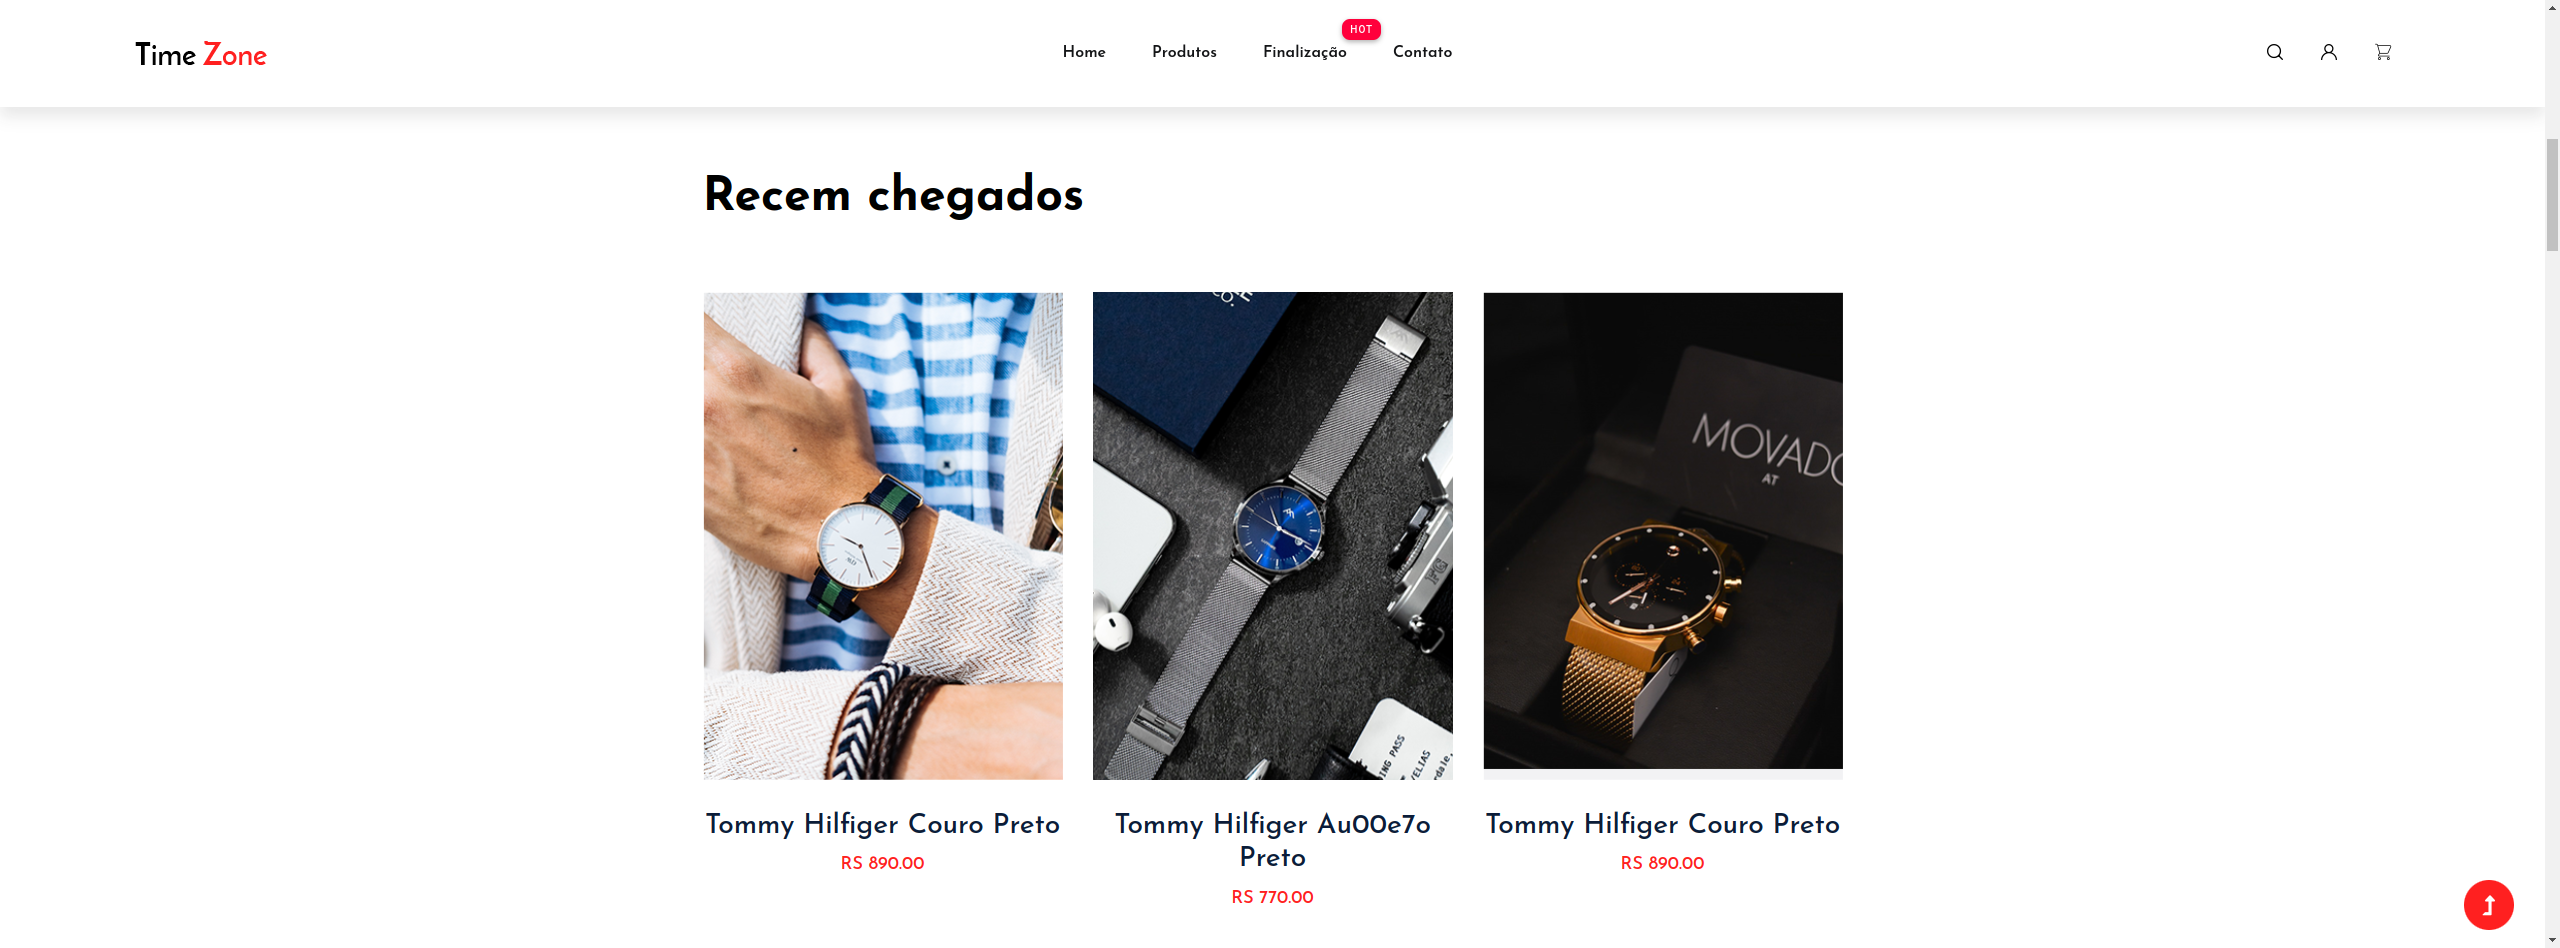 Time Zone
Home Produtos Finalização HOT Contato
Recem chegados
MOVADO
AT
Tommy Hilfiger Couro Preto
RS 890.00
Tommy Hilfiger Au00e7o
Preto
RS 770.00
Tommy Hilfiger Couro Preto
RS 890.00